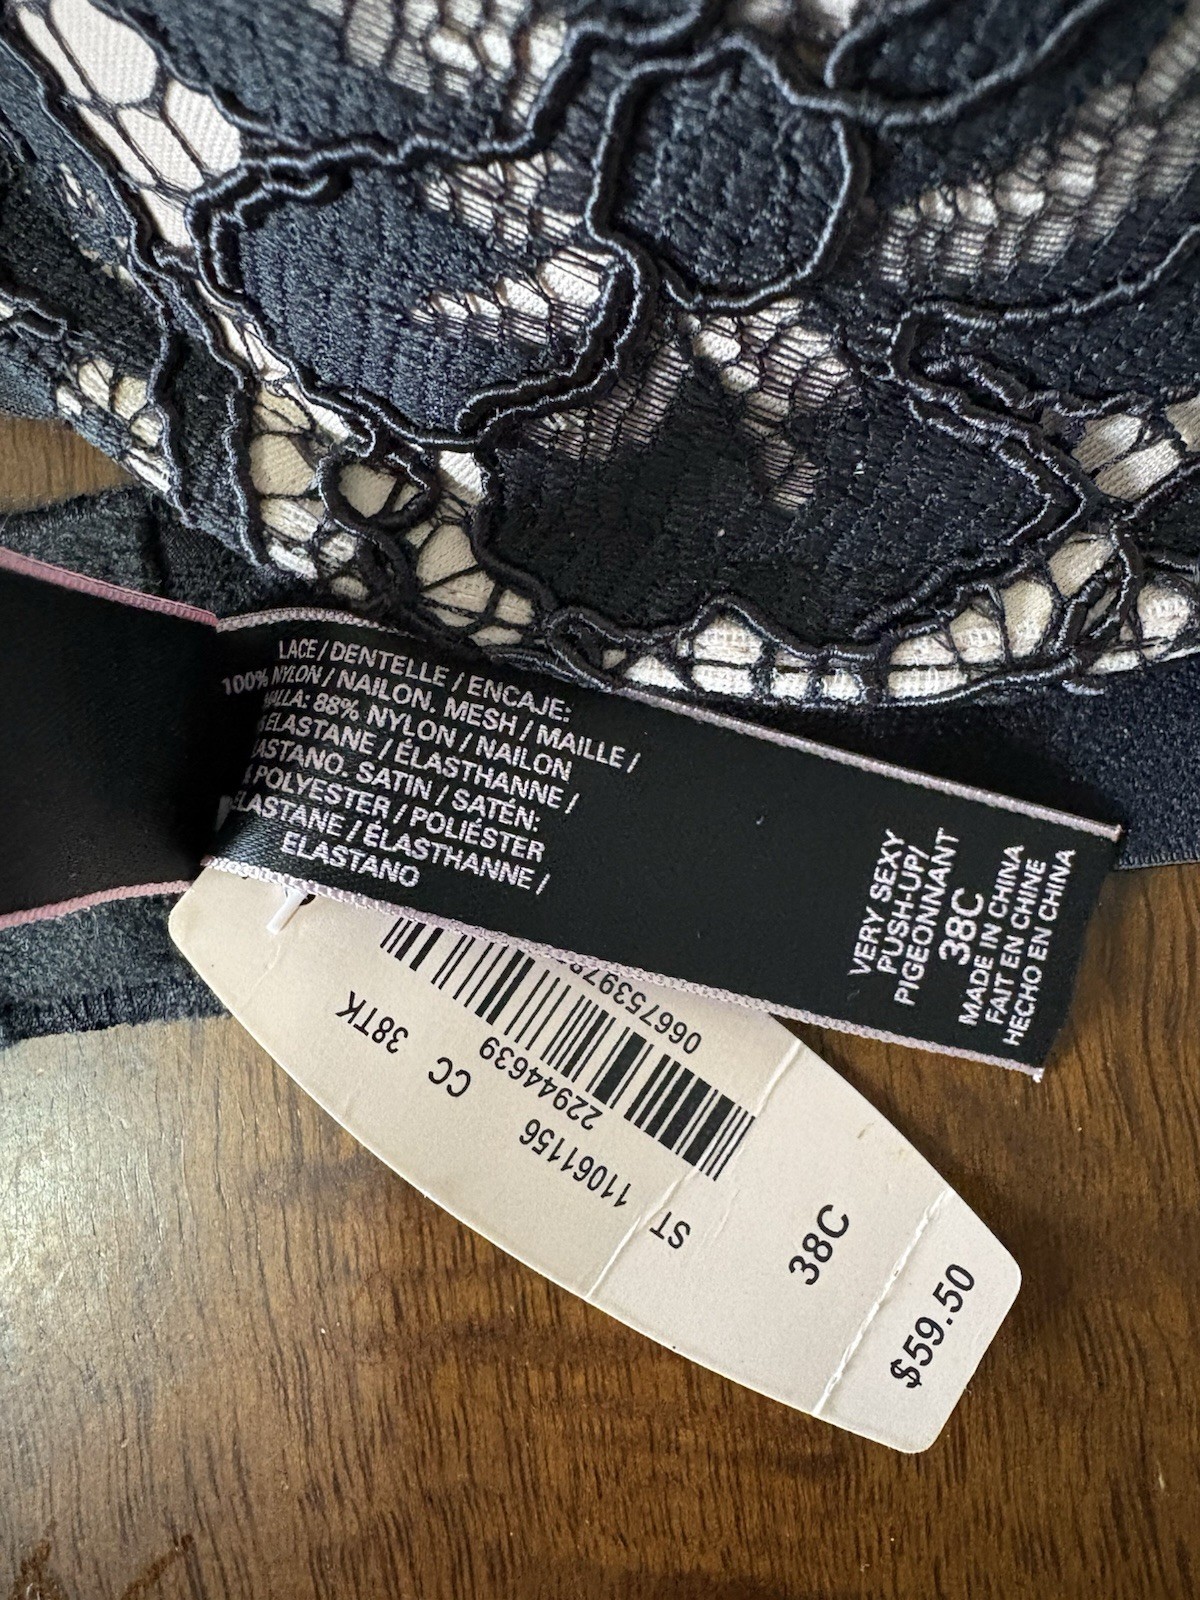 LACE / DENTELLE / ENCAJE:
100% NYLON / NAILON. MESH / MAILLE /
MALLA: 88% NYLON / NAILON
ELASTANE / ÉLASTHANNE /
ELASTANO. SATIN / SATÉN:
POLYESTER / POLIÉSTER
ELASTANE / ÉLASTHANNE /
ELASTANO
VERY SEXY
PUSH-UP/
PIGEONNANT
38C
MADE IN CHINA
FAIT EN CHINE
HECHO EN CHINA
38TK
CC
22944639
ST 11061156
38C
$59.50